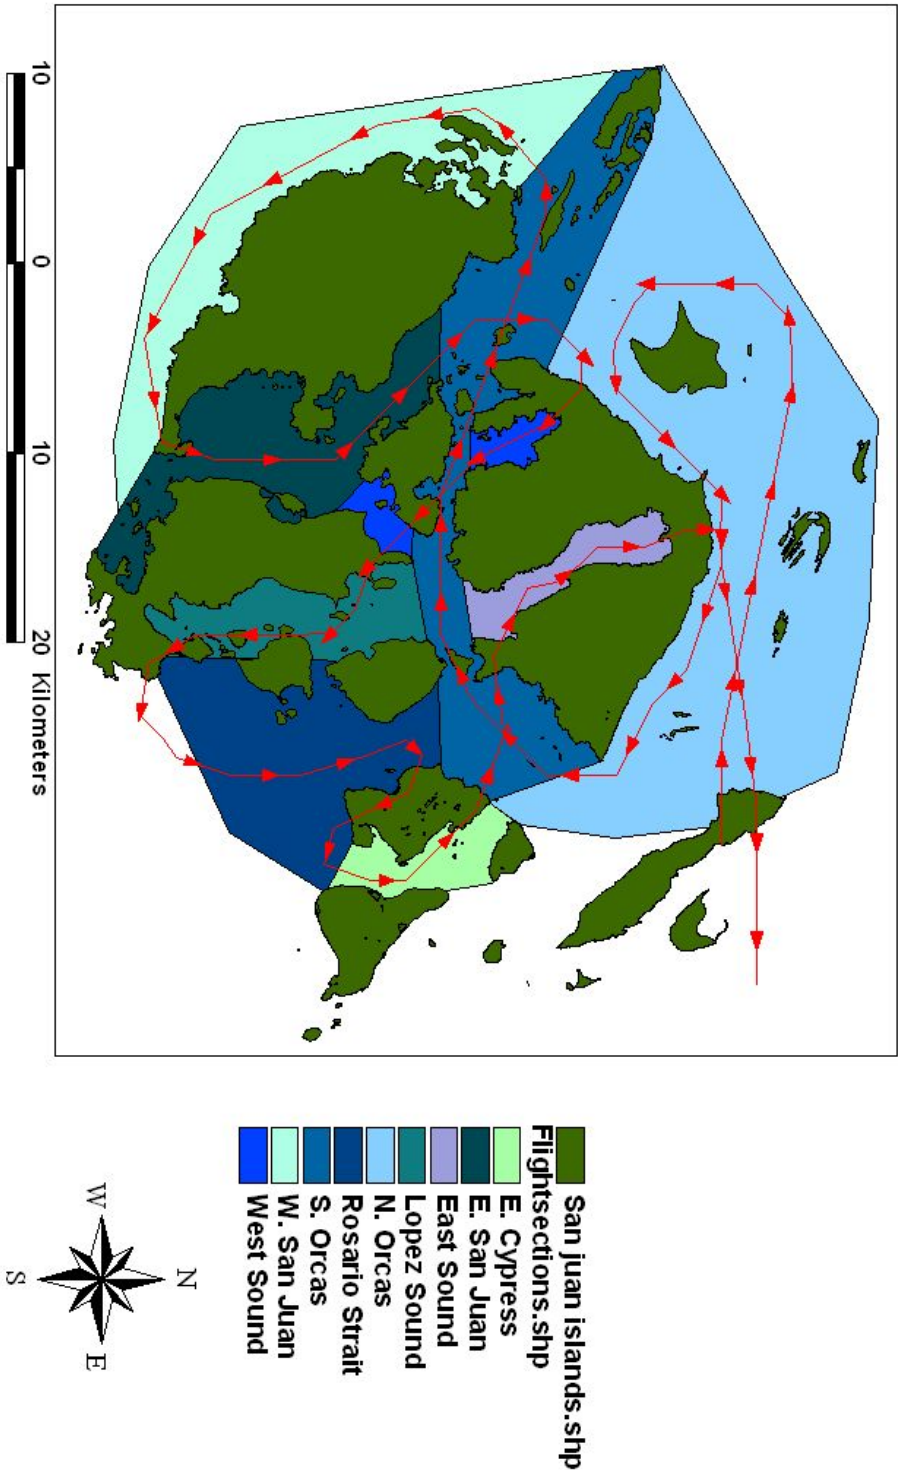 10 0 10 20 Kilometers
San juan islands.shp
Flightsections.shp
E. Cypress
E. San Juan
East Sound
Lopez Sound
N. Orcas
Rosario Strait
S. Orcas
W. San Juan
West Sound
N
W E
S